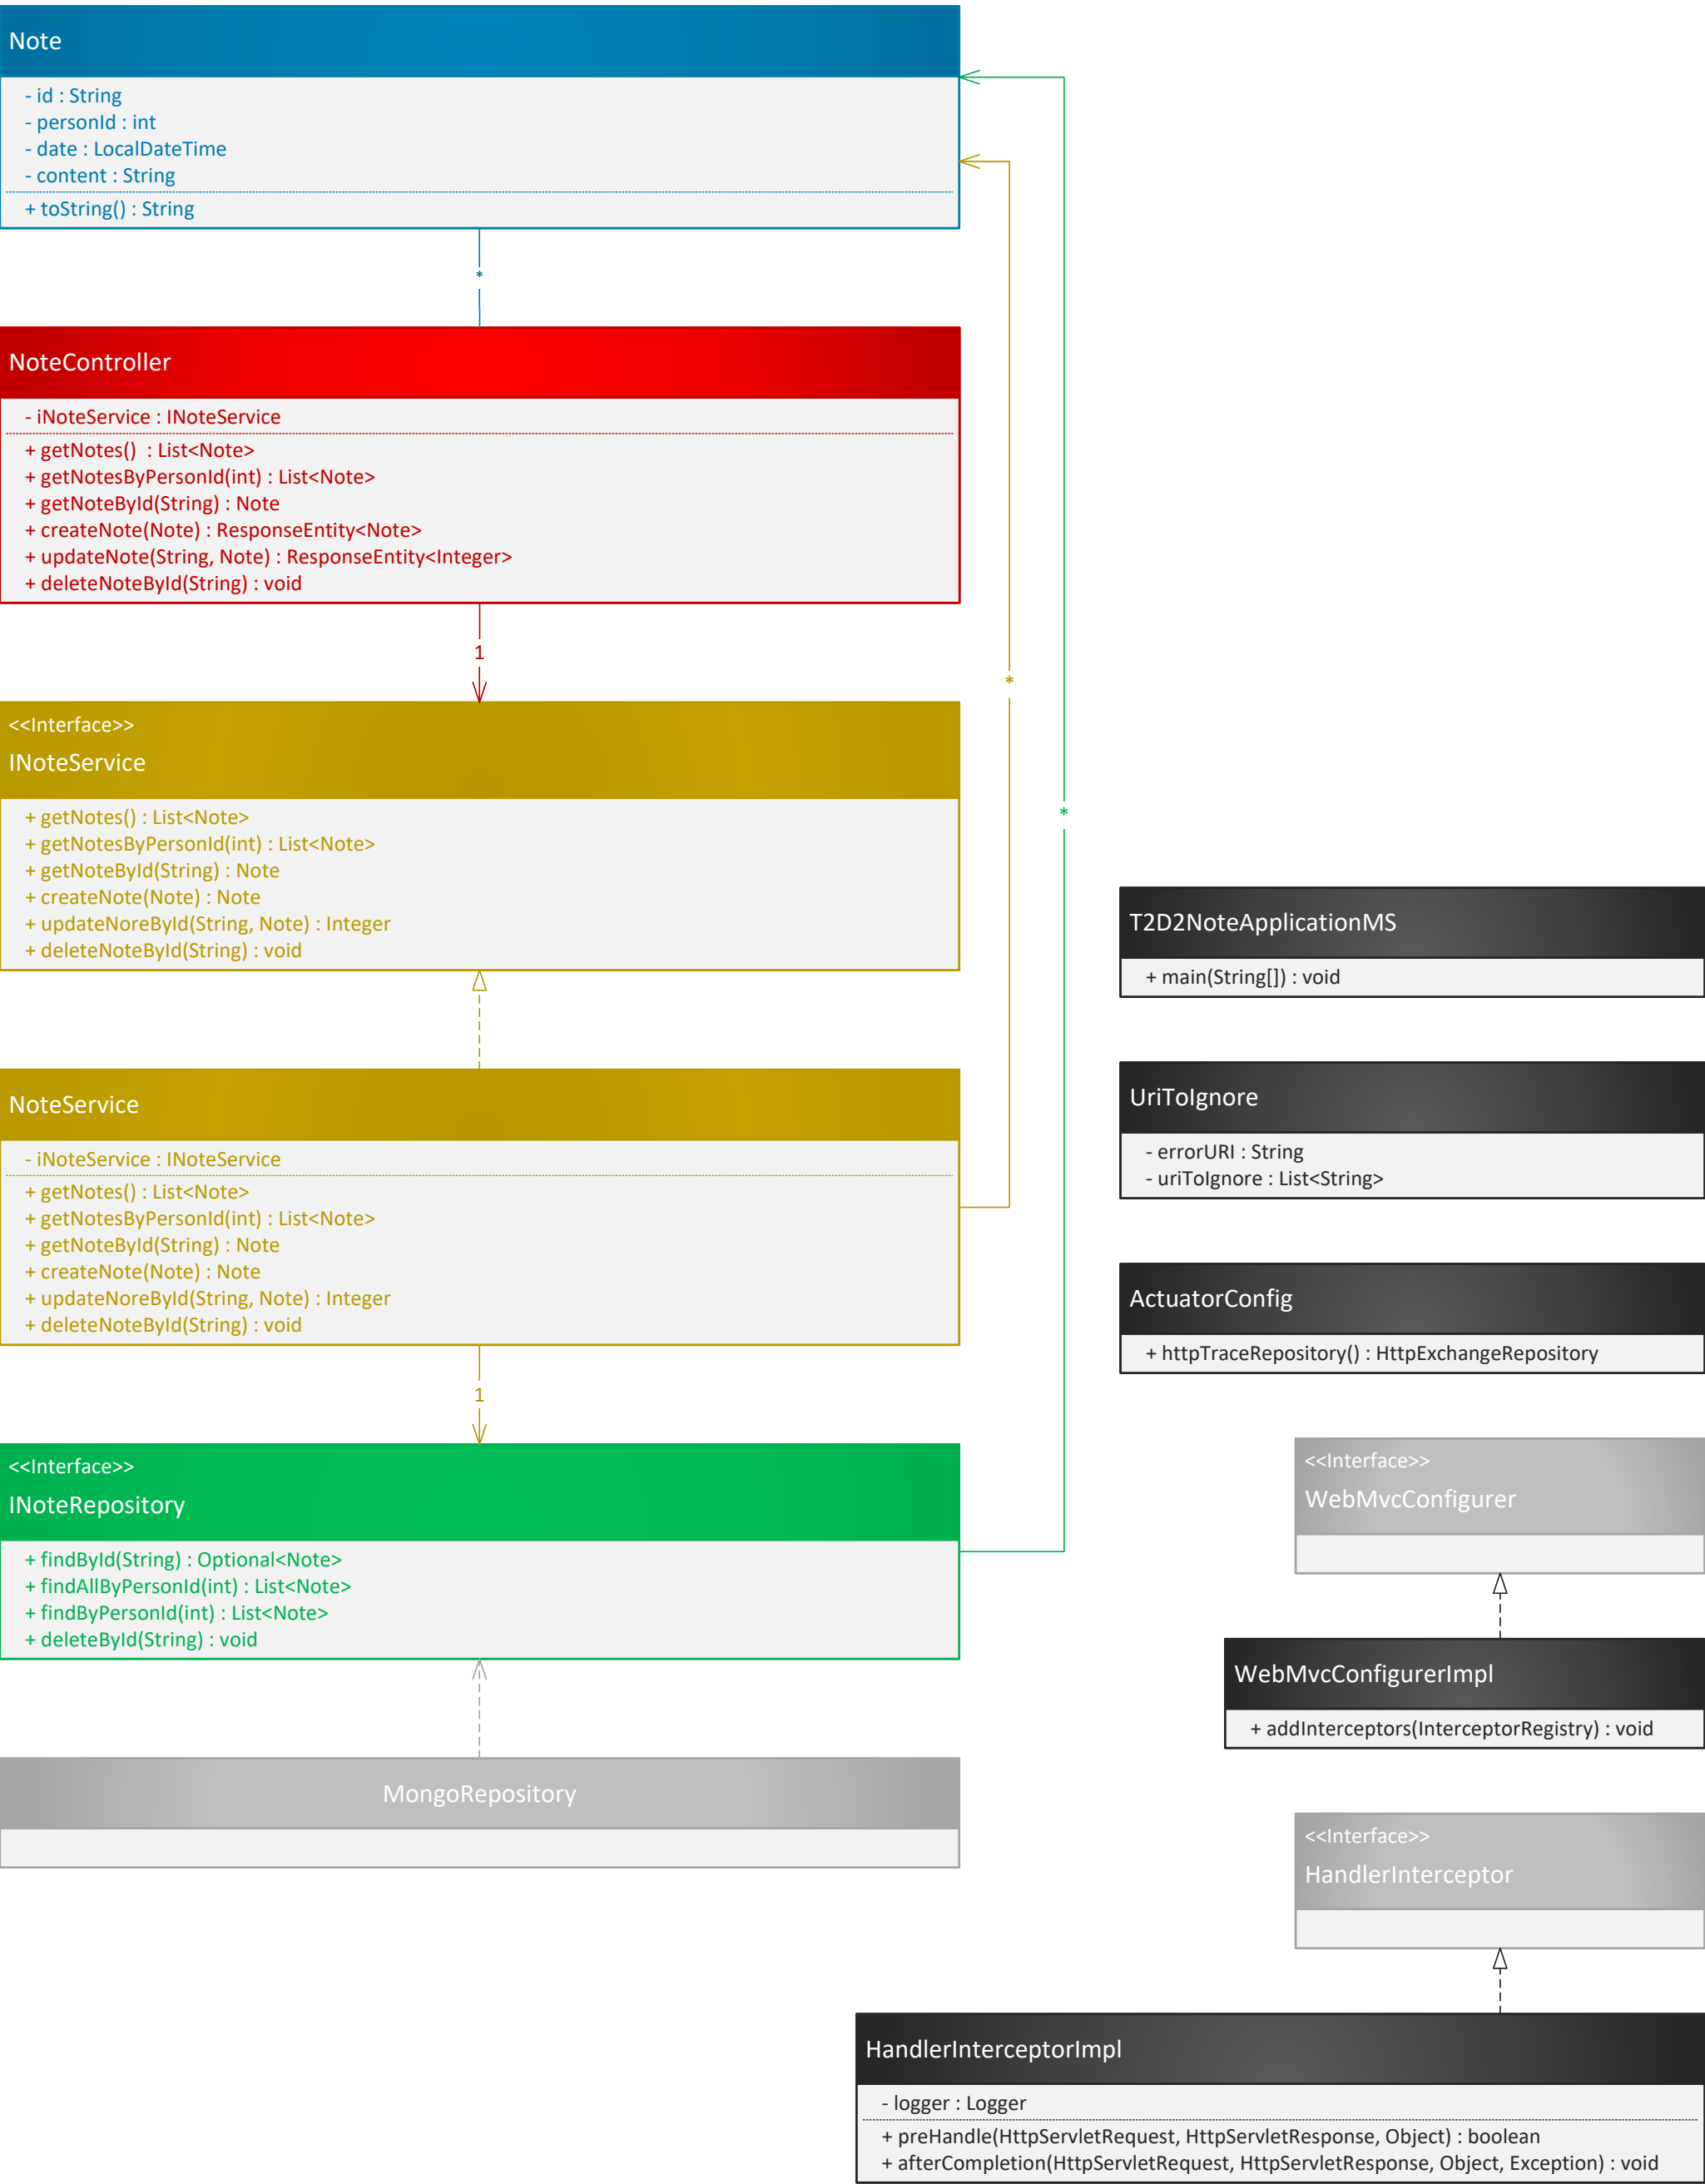 Note
- id : String
- personId : int
- date : LocalDateTime
- content : String
+ toString() : String
*
NoteController
- iNoteService : INoteService
+ getNotes()  : List<Note>
+ getNotesByPersonId(int) : List<Note>
+ getNoteById(String) : Note
+ createNote(Note) : ResponseEntity<Note>
+ updateNote(String, Note) : ResponseEntity<Integer>
+ deleteNoteById(String) : void
1
*
<<Interface>>
INoteService
+ getNotes() : List<Note>
+ getNotesByPersonId(int) : List<Note>
+ getNoteById(String) : Note
+ createNote(Note) : Note
+ updateNoreById(String, Note) : Integer
+ deleteNoteById(String) : void
*
NoteService
- iNoteService : INoteService
+ getNotes() : List<Note>
+ getNotesByPersonId(int) : List<Note>
+ getNoteById(String) : Note
+ createNote(Note) : Note
+ updateNoreById(String, Note) : Integer
+ deleteNoteById(String) : void
1
<<Interface>>
INoteRepository
+ findById(String) : Optional<Note>
+ findAllByPersonId(int) : List<Note>
+ findByPersonId(int) : List<Note>
+ deleteById(String) : void
MongoRepository
T2D2NoteApplicationMS
+ main(String[]) : void
UriToIgnore
- errorURI : String
- uriToIgnore : List<String>
ActuatorConfig
+ httpTraceRepository() : HttpExchangeRepository
<<Interface>>
WebMvcConfigurer
WebMvcConfigurerImpl
+ addInterceptors(InterceptorRegistry) : void
<<Interface>>
HandlerInterceptor
HandlerInterceptorImpl
- logger : Logger
+ preHandle(HttpServletRequest, HttpServletResponse, Object) : boolean
+ afterCompletion(HttpServletRequest, HttpServletResponse, Object, Exception) : void